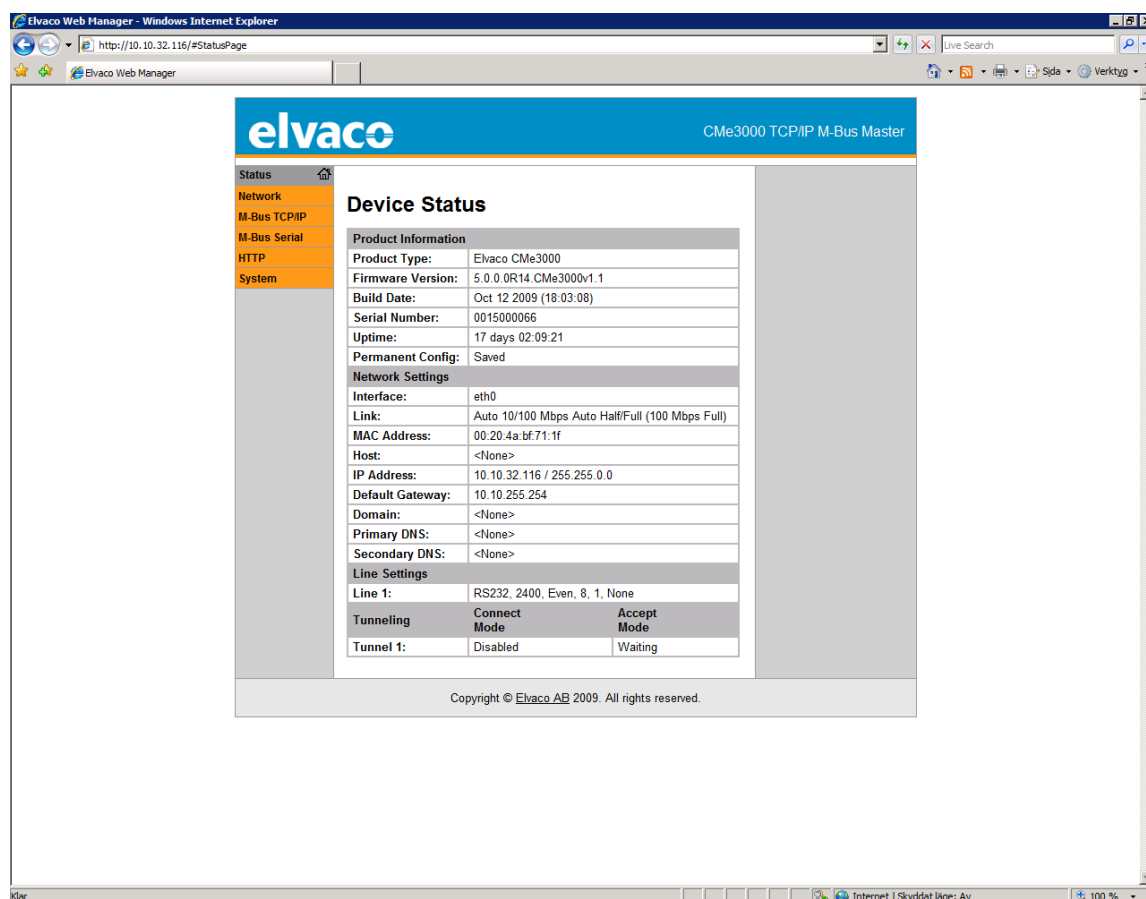 Elvaco Web Manager - Windows Internet Explorer
http://10.10.32.116/#StatusPage
Live Search
Elvaco Web Manager
Sida
Verktyg
elvaco
CMe3000 TCP/IP M-Bus Master
Status
Network
M-Bus TCP/IP
M-Bus Serial
HTTP
System
Device Status
Product Information
Product Type: Elvaco CMe3000
Firmware Version: 5.0.0.0R14.CMe3000v1.1
Build Date: Oct 12 2009 (18:03:08)
Serial Number: 0015000066
Uptime: 17 days 02:09:21
Permanent Config: Saved
Network Settings
Interface: eth0
Link: Auto 10/100 Mbps Auto Half/Full (100 Mbps Full)
MAC Address: 00:20:4a:bf:71:1f
Host: <None>
IP Address: 10.10.32.116 / 255.255.0.0
Default Gateway: 10.10.255.254
Domain: <None>
Primary DNS: <None>
Secondary DNS: <None>
Line Settings
Line 1: RS232, 2400, Even, 8, 1, None
Tunneling Connect Mode Accept Mode
Tunnel 1: Disabled Waiting
Copyright © Elvaco AB 2009. All rights reserved.
Klar
Internet | Skyddat läge: Av
100 %